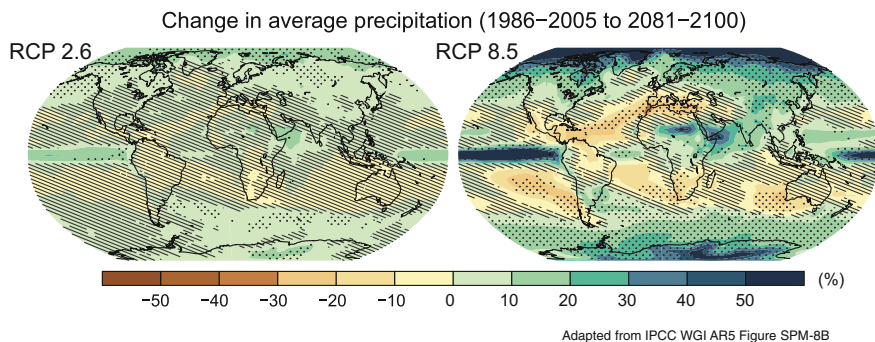 Change in average precipitation (1986−2005 to 2081−2100)
RCP 2.6
RCP 8.5
−50 −40 −30 −20 −10 0 10 20 30 40 50 (%)
Adapted from IPCC WGI AR5 Figure SPM-8B